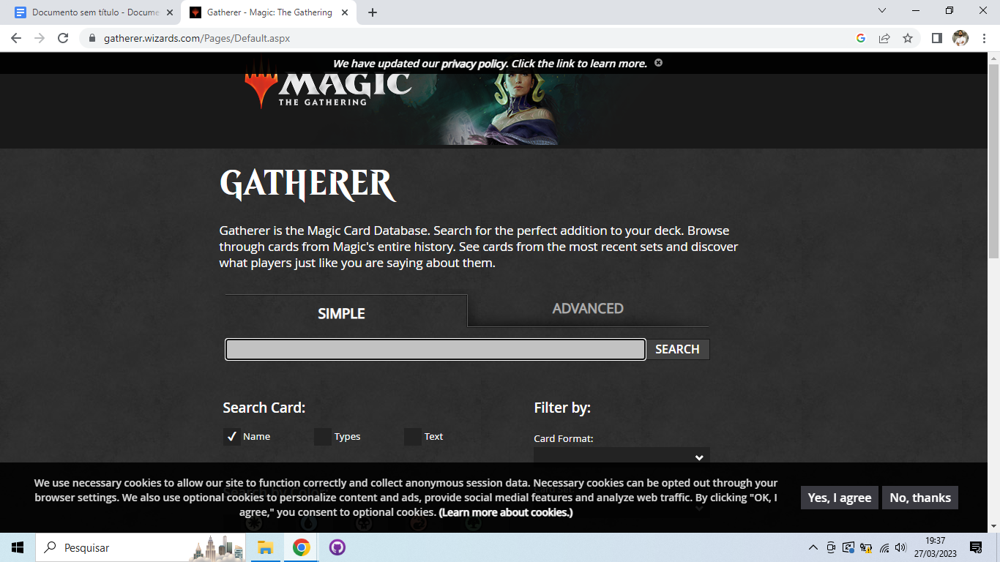 Documento sem título - Docume
Gatherer - Magic: The Gathering
gatherer.wizards.com/Pages/Default.aspx
We have updated our privacy policy. Click the link to learn more.
MAGIC
THE GATHERING
GATHERER
Gatherer is the Magic Card Database. Search for the perfect addition to your deck. Browse
through cards from Magic's entire history. See cards from the most recent sets and discover
what players just like you are saying about them.
SIMPLE
ADVANCED
SEARCH
Search Card:
Filter by:
Name
Types
Text
Card Format:
We use necessary cookies to allow our site to function correctly and collect anonymous session data. Necessary cookies can be opted out through your
browser settings. We also use optional cookies to personalize content and ads, provide social medial features and analyze web traffic. By clicking "OK, I
agree," you consent to optional cookies. (Learn more about cookies.)
Yes, I agree
No, thanks
Pesquisar
19:37
27/03/2023